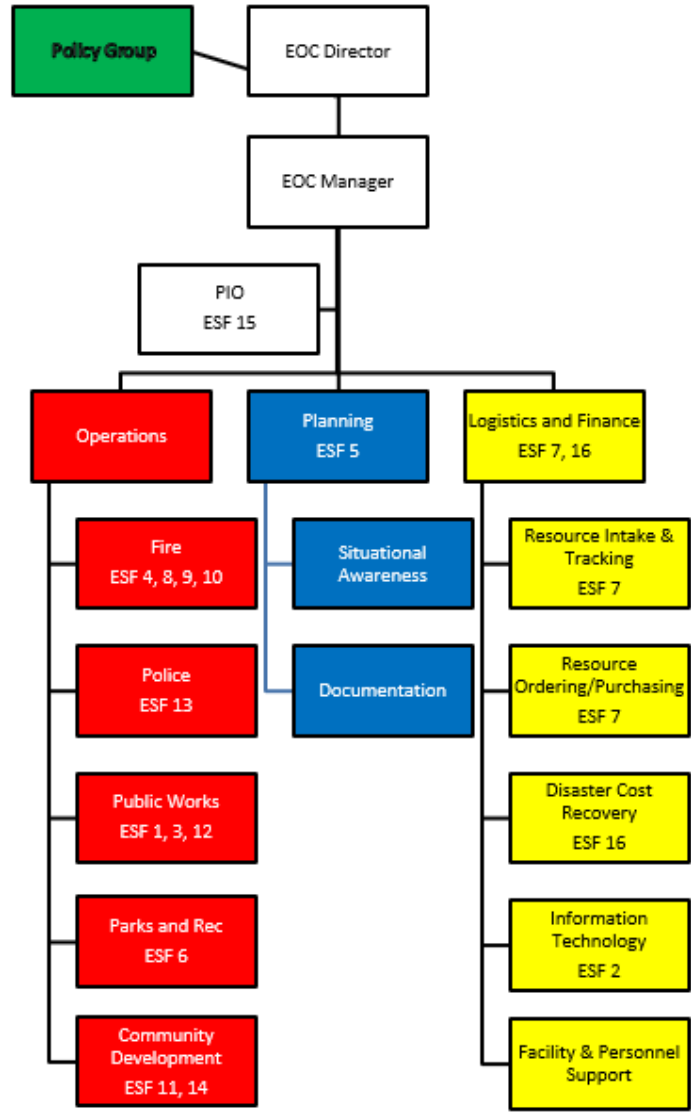 Policy Group
EOC Director
EOC Manager
PIO
ESF 15
Operations
Planning
ESF 5
Logistics and Finance
ESF 7, 16
Fire
ESF 4, 8, 9, 10
Police
ESF 13
Public Works
ESF 1, 3, 12
Parks and Rec
ESF 6
Community
Development
ESF 11, 14
Situational
Awareness
Documentation
Resource Intake &
Tracking
ESF 7
Resource
Ordering/Purchasing
ESF 7
Disaster Cost
Recovery
ESF 16
Information
Technology
ESF 2
Facility & Personnel
Support